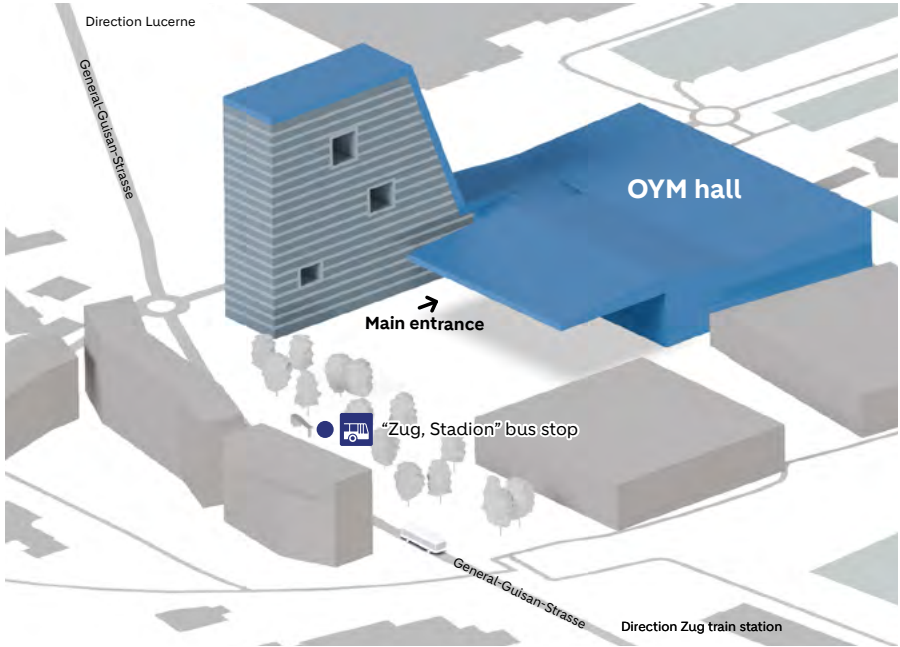 Direction Lucerne
General-Guisan-Strasse
OYM hall
Main entrance
“Zug, Stadion” bus stop
General-Guisan-Strasse
Direction Zug train station